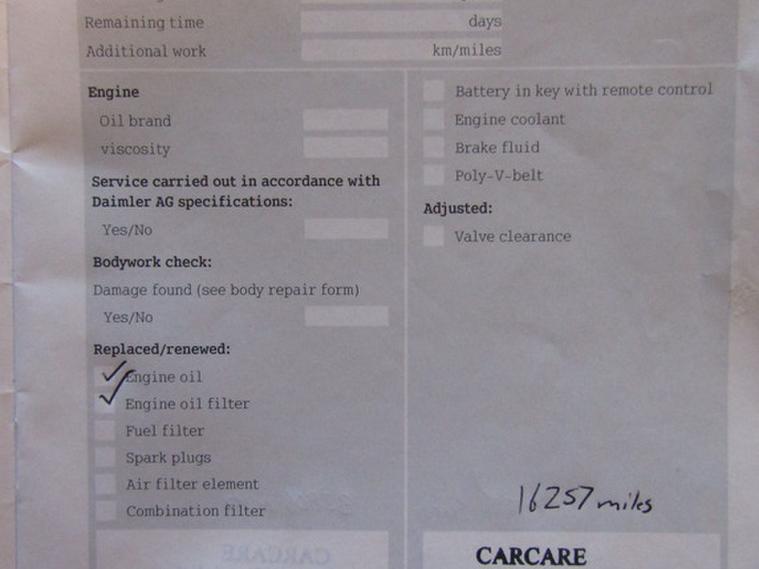 Remaining time days
Additional work km/miles
Engine
Oil brand
viscosity
Service carried out in accordance with
Daimler AG specifications:
Yes/No
Bodywork check:
Damage found (see body repair form)
Yes/No
Replaced/renewed:
Engine oil
Engine oil filter
Fuel filter
Spark plugs
Air filter element
Combination filter
Battery in key with remote control
Engine coolant
Brake fluid
Poly-V-belt
Adjusted:
Valve clearance
16257 miles
CARCARE
CARCARE